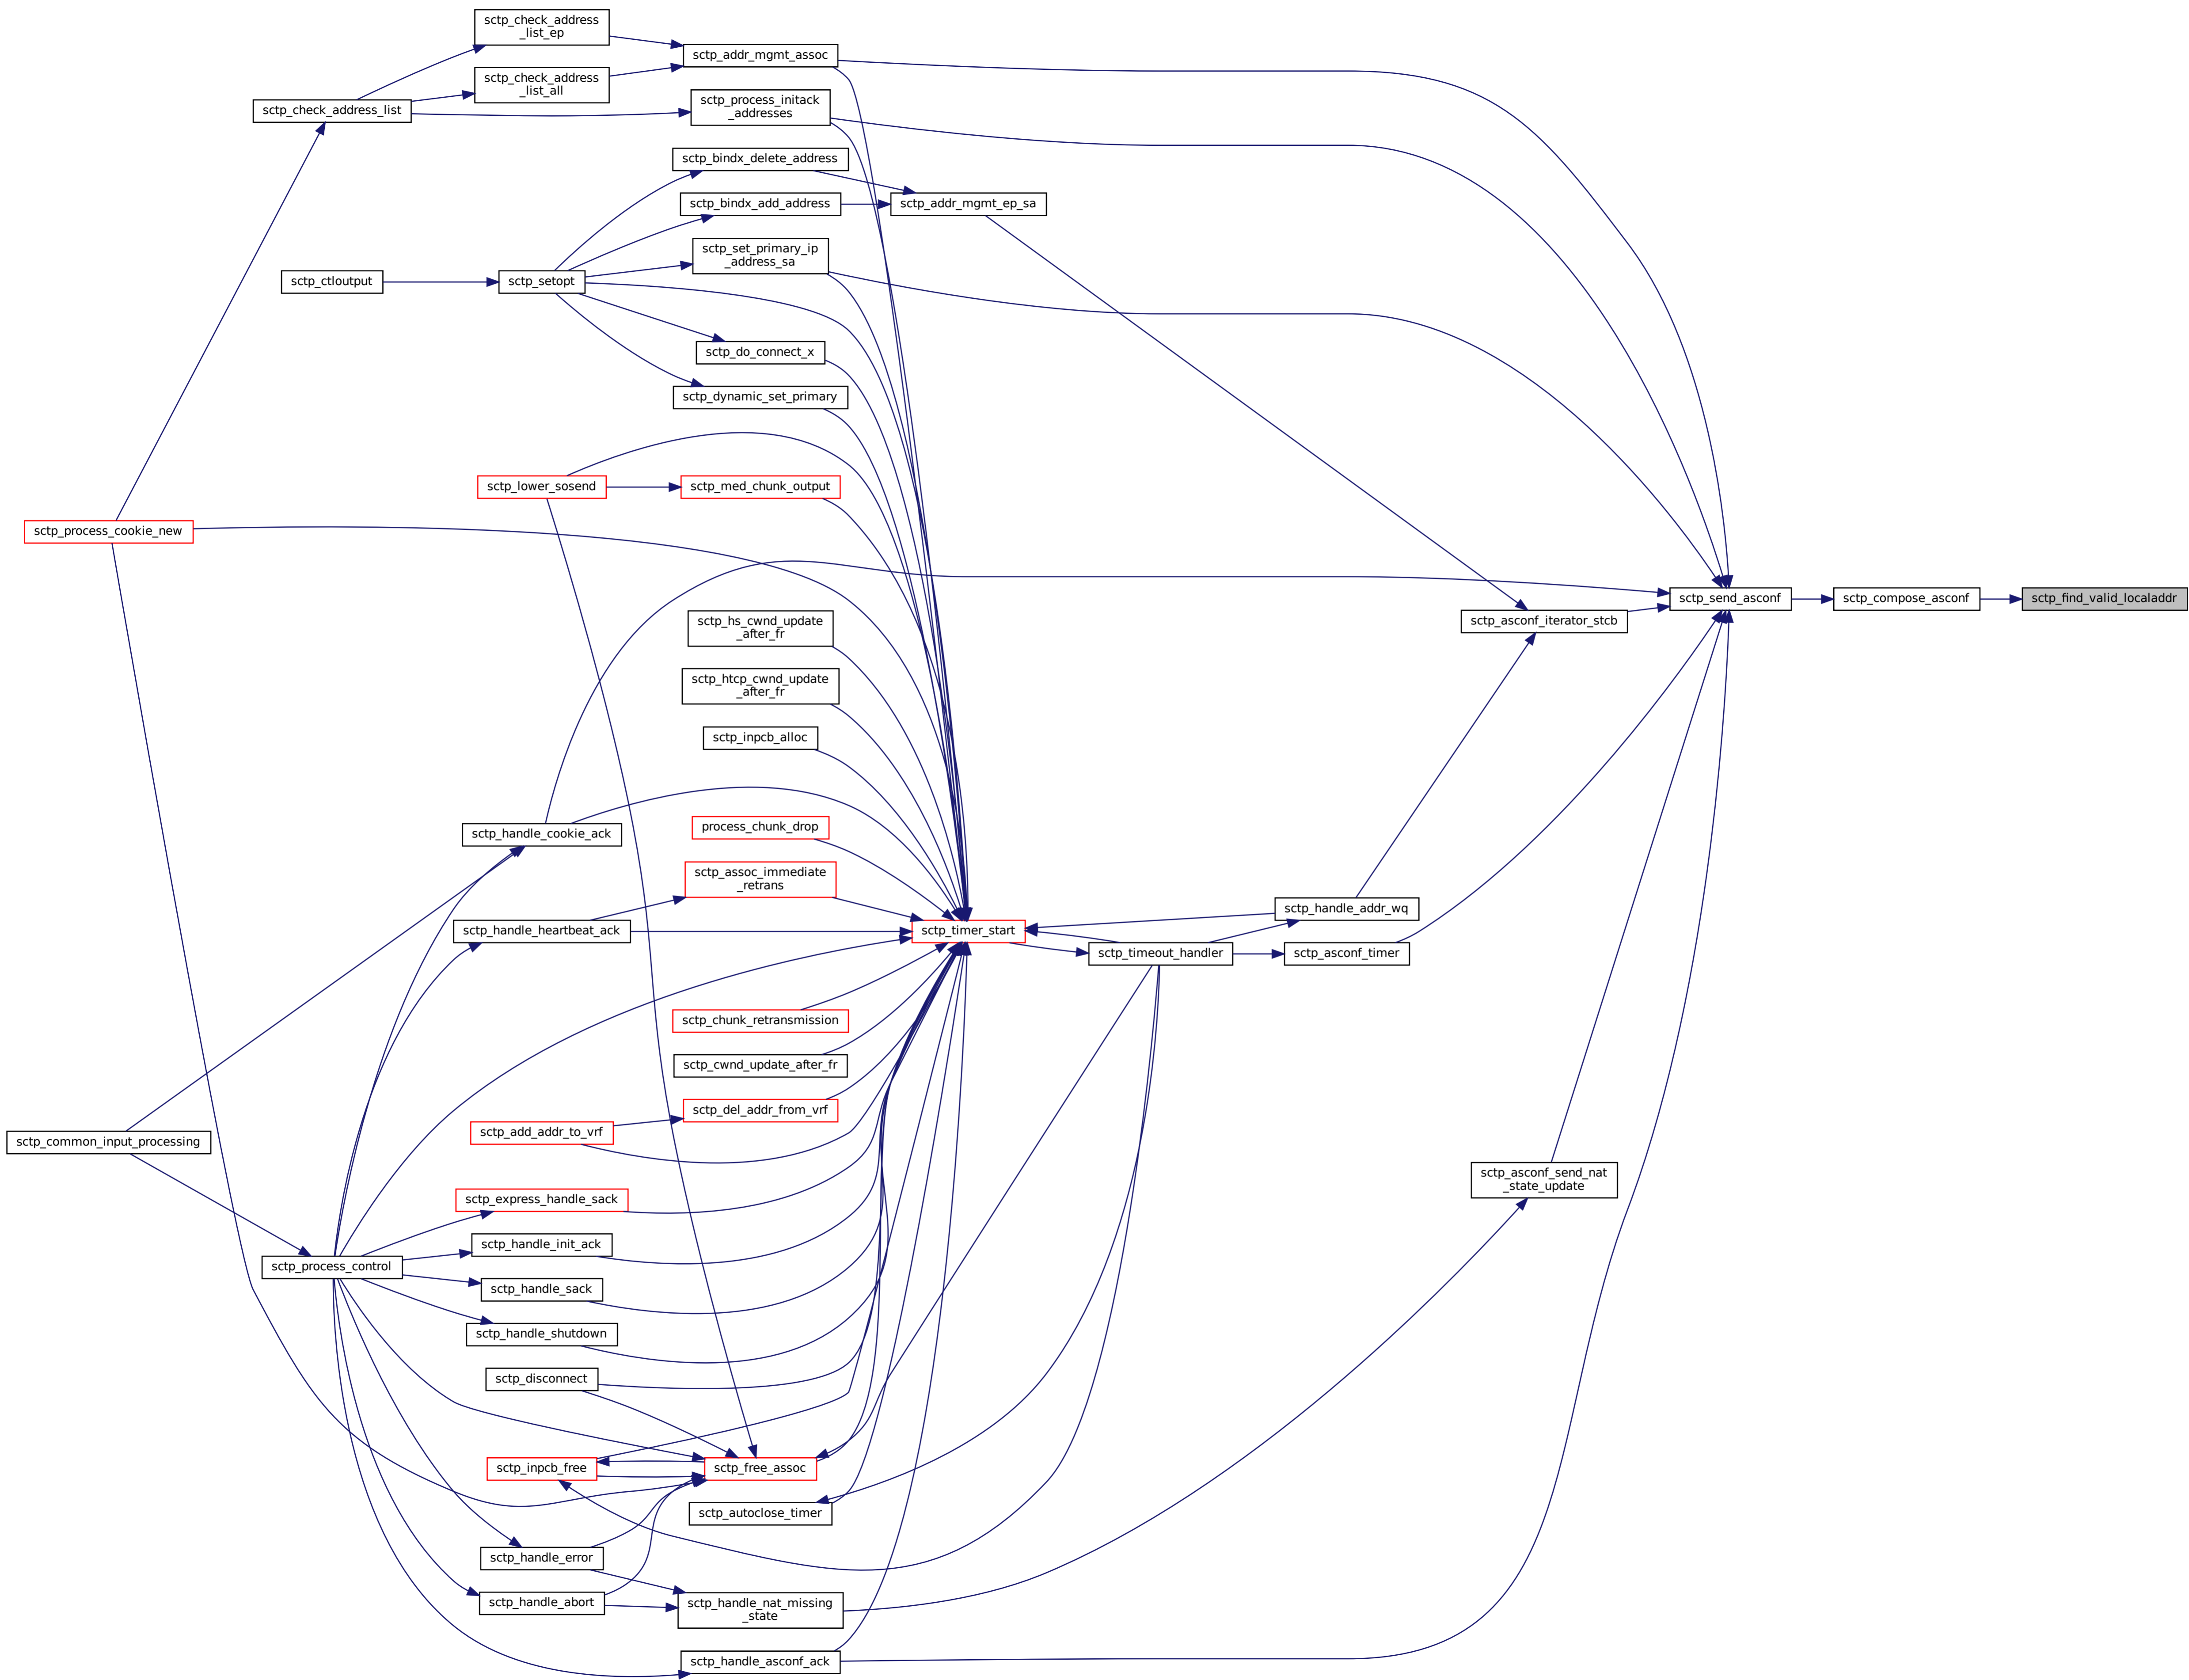 sctp_check_address
_list_ep
sctp_addr_mgmt_assoc
sctp_check_address
_list_all
sctp_check_address_list
sctp_process_initack
_addresses
sctp_bindx_delete_address
sctp_bindx_add_address
sctp_addr_mgmt_ep_sa
sctp_set_primary_ip
_address_sa
sctp_ctloutput
sctp_setopt
sctp_do_connect_x
sctp_dynamic_set_primary
sctp_lower_sosend
sctp_med_chunk_output
sctp_process_cookie_new
sctp_send_asconf
sctp_compose_asconf
sctp_find_valid_localaddr
sctp_asconf_iterator_stcb
sctp_hs_cwnd_update
_after_fr
sctp_htcp_cwnd_update
_after_fr
sctp_inpcb_alloc
process_chunk_drop
sctp_handle_cookie_ack
sctp_assoc_immediate
_retrans
sctp_handle_addr_wq
sctp_handle_heartbeat_ack
sctp_timer_start
sctp_timeout_handler
sctp_asconf_timer
sctp_chunk_retransmission
sctp_cwnd_update_after_fr
sctp_del_addr_from_vrf
sctp_add_addr_to_vrf
sctp_common_input_processing
sctp_asconf_send_nat
_state_update
sctp_express_handle_sack
sctp_handle_init_ack
sctp_process_control
sctp_handle_sack
sctp_handle_shutdown
sctp_disconnect
sctp_inpcb_free
sctp_free_assoc
sctp_autoclose_timer
sctp_handle_error
sctp_handle_abort
sctp_handle_nat_missing
_state
sctp_handle_asconf_ack